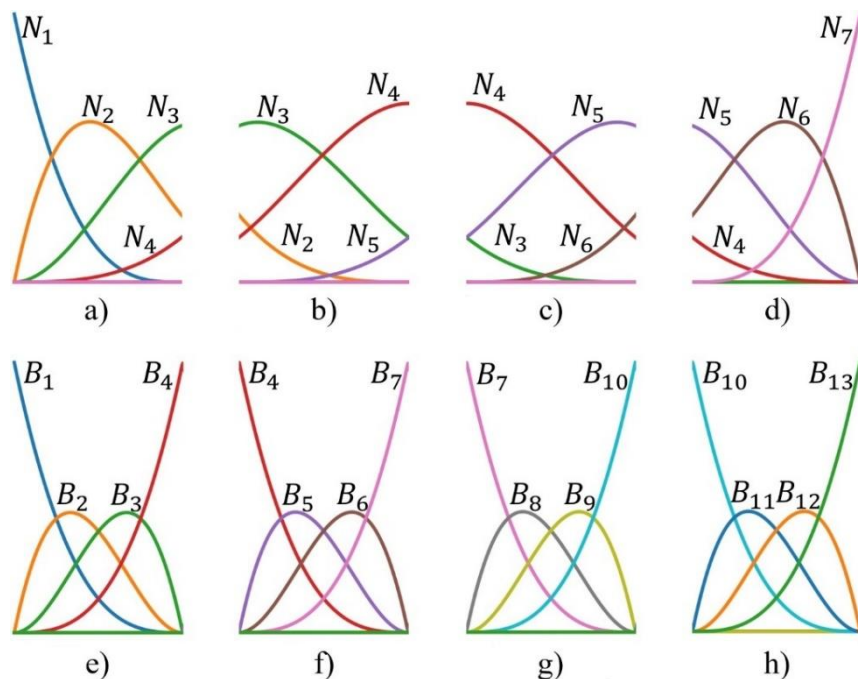 N₁ N₂ N₃ N₄
N₂ N₃ N₄ N₅
N₃ N₄ N₅ N₆
N₄ N₅ N₆ N₇
a) b) c) d)
B₁ B₂ B₃ B₄
B₄ B₅ B₆ B₇
B₇ B₈ B₉ B₁₀
B₁₀ B₁₁ B₁₂ B₁₃
e) f) g) h)